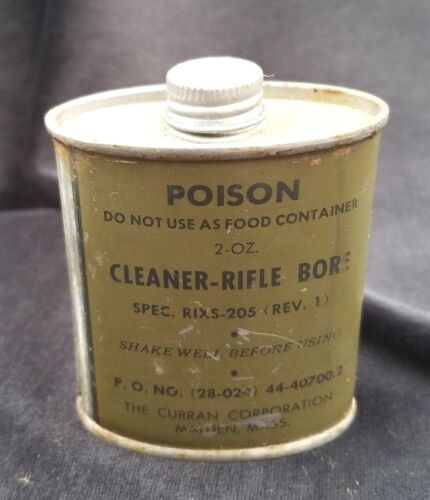 POISON
DO NOT USE AS FOOD CONTAINER
2-OZ.
CLEANER-RIFLE BORE
SPEC. RIXS-205 (REV. 1)
SHAKE WELL BEFORE USING
P. O. NO. (28-024) 44-40700-2
THE CURRAN CORPORATION
MALDEN, MASS.